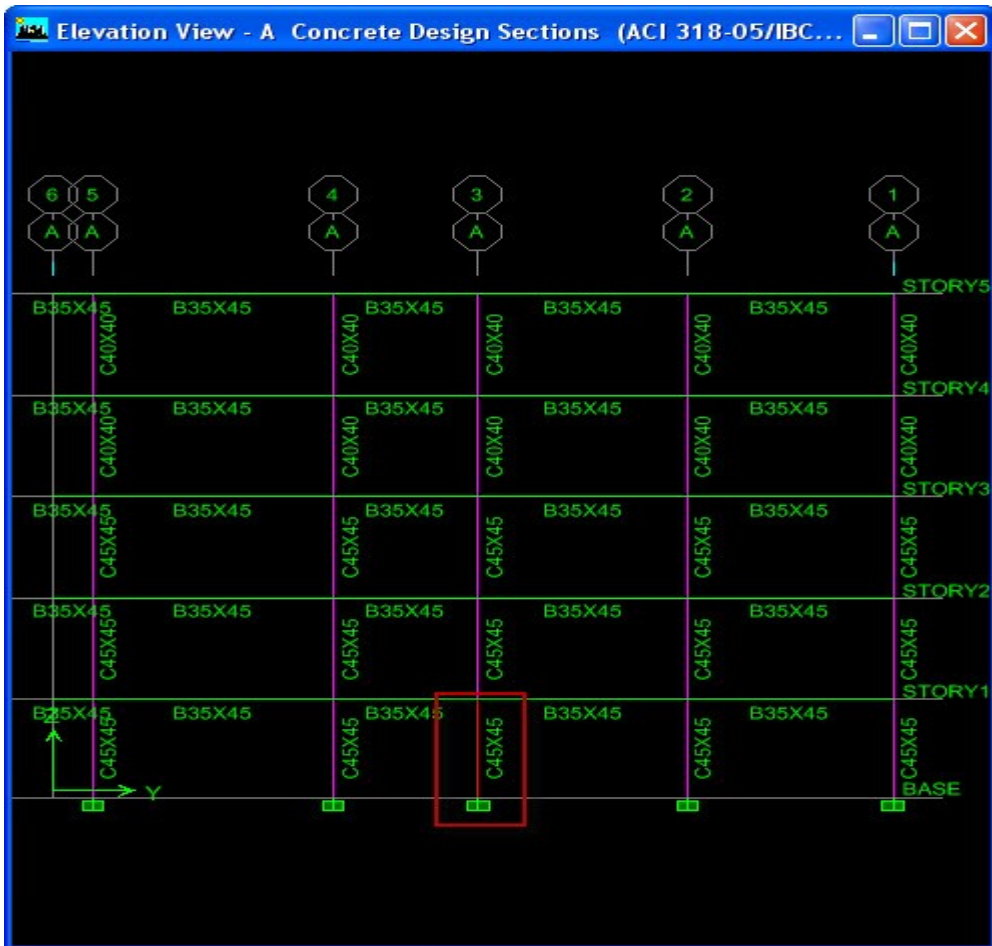 Elevation View - A Concrete Design Sections (ACI 318-05/IBC...
6 5 4 3 2 1
A A A A A A
STORY5
B35X45 B35X45 B35X45 B35X45 B35X45
C40X40 C40X40 C40X40 C40X40 C40X40
STORY4
B35X45 B35X45 B35X45 B35X45 B35X45
C40X40 C40X40 C40X40 C40X40 C40X40
STORY3
B35X45 B35X45 B35X45 B35X45 B35X45
C45X45 C45X45 C45X45 C45X45 C45X45
STORY2
B35X45 B35X45 B35X45 B35X45 B35X45
C45X45 C45X45 C45X45 C45X45 C45X45
STORY1
B35X45 B35X45 B35X45 B35X45 B35X45
Z
C45X45 C45X45 C45X45 C45X45 C45X45
Y
BASE